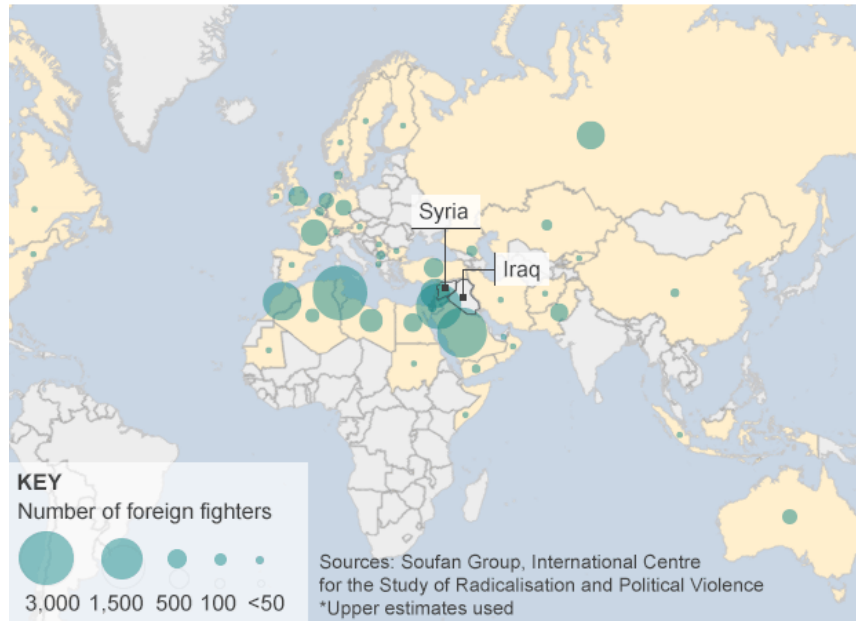 Syria
Iraq
KEY
Number of foreign fighters
3,000 1,500 500 100 <50
Sources: Soufan Group, International Centre
for the Study of Radicalisation and Political Violence
*Upper estimates used